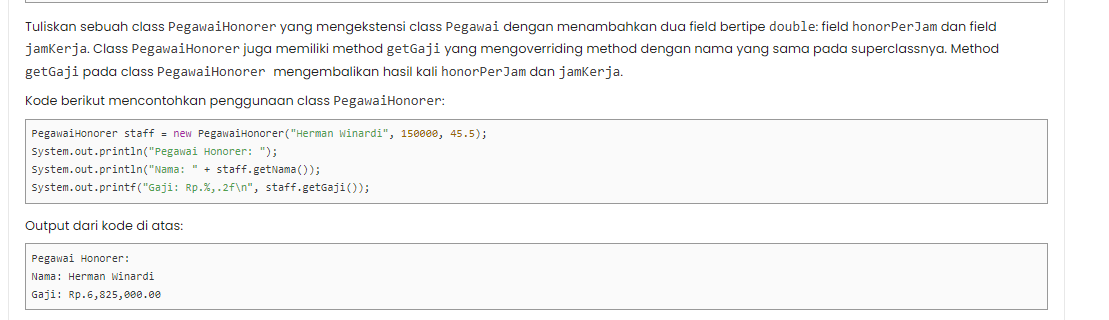 Tuliskan sebuah class PegawaiHonorer yang mengekstensi class Pegawai dengan menambahkan dua field bertipe double: field honorPerJam dan field
jamKerja. Class PegawaiHonorer juga memiliki method getGaji yang mengoverriding method dengan nama yang sama pada superclassnya. Method
getGaji pada class PegawaiHonorer mengembalikan hasil kali honorPerJam dan jamKerja.
Kode berikut mencontohkan penggunaan class PegawaiHonorer:
PegawaiHonorer staff = new PegawaiHonorer("Herman Winardi", 150000, 45.5);
System.out.println("Pegawai Honorer: ");
System.out.println("Nama: " + staff.getNama());
System.out.printf("Gaji: Rp.%,.2f\n", staff.getGaji());
Output dari kode di atas:
Pegawai Honorer:
Nama: Herman Winardi
Gaji: Rp.6,825,000.00